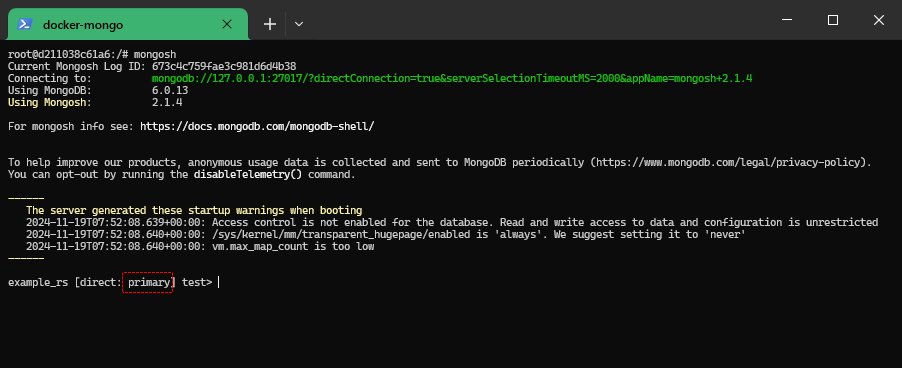 docker-mongo
root@d211038c61a6:/# mongosh
Current Mongosh Log ID: 673c4c759fae3c981d6d4b38
Connecting to:          mongodb://127.0.0.1:27017/?directConnection=true&serverSelectionTimeoutMS=2000&appName=mongosh+2.1.4
Using MongoDB:          6.0.13
Using Mongosh:          2.1.4
For mongosh info see: https://docs.mongodb.com/mongodb-shell/
To help improve our products, anonymous usage data is collected and sent to MongoDB periodically (https://www.mongodb.com/legal/privacy-policy).
You can opt-out by running the disableTelemetry() command.
------
The server generated these startup warnings when booting
2024-11-19T07:52:08.639+00:00: Access control is not enabled for the database. Read and write access to data and configuration is unrestricted
2024-11-19T07:52:08.640+00:00: /sys/kernel/mm/transparent_hugepage/enabled is 'always'. We suggest setting it to 'never'
2024-11-19T07:52:08.640+00:00: vm.max_map_count is too low
------
example_rs [direct: primary] test>